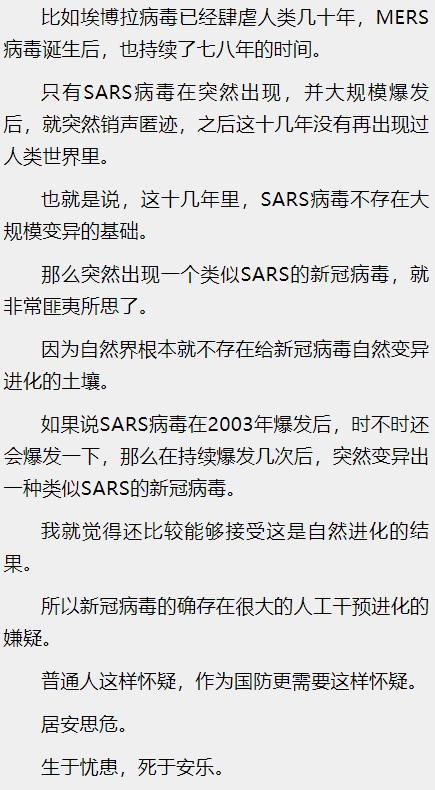 比如埃博拉病毒已经肆虐人类几十年，MERS
病毒诞生后，也持续了七八年的时间。
只有SARS病毒在突然出现，并大规模爆发
后，就突然销声匿迹，之后这十几年没有再出现过
人类世界里。
也就是说，这十几年里，SARS病毒不存在大
规模变异的基础。
那么突然出现一个类似SARS的新冠病毒，就
非常匪夷所思了。
因为自然界根本就不存在给新冠病毒自然变异
进化的土壤。
如果说SARS病毒在2003年爆发后，时不时还
会爆发一下，那么在持续爆发几次后，突然变异出
一种类似SARS的新冠病毒。
我就觉得还比较能够接受这是自然进化的结
果。
所以新冠病毒的确存在很大的人工干预进化的
嫌疑。
普通人这样怀疑，作为国防更需要这样怀疑。
居安思危。
生于忧患，死于安乐。